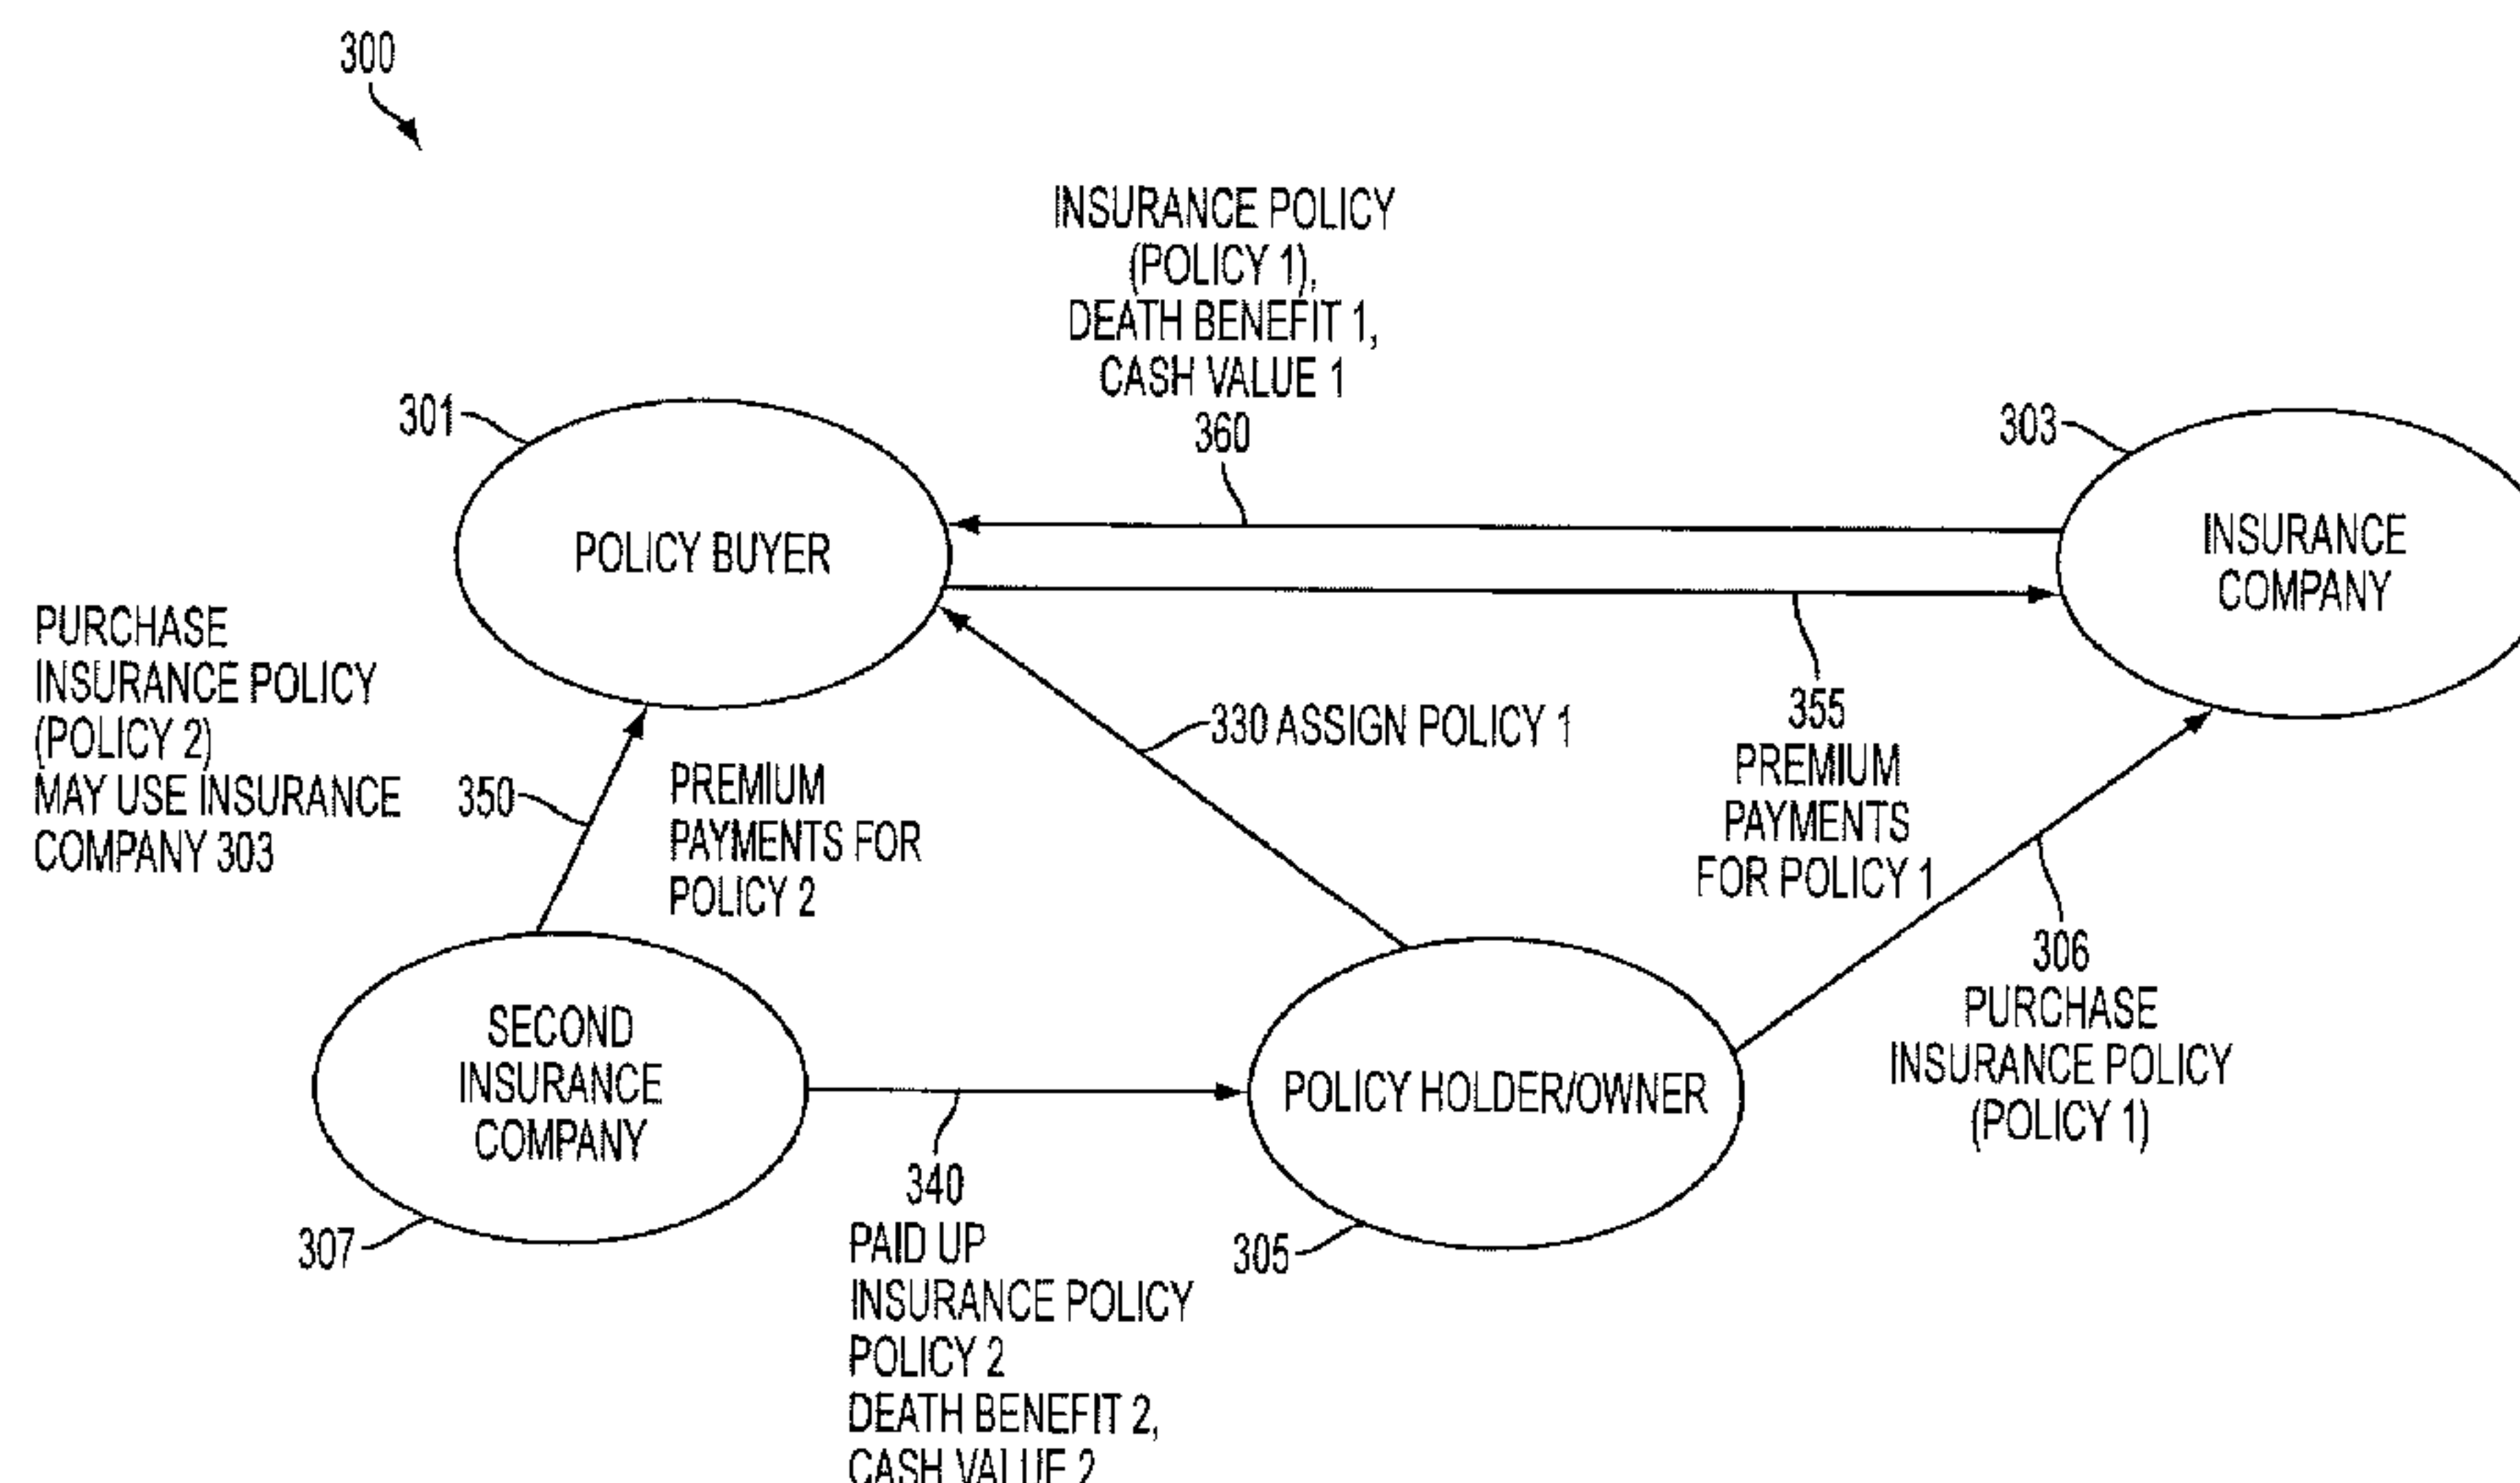 300
INSURANCE POLICY
(POLICY 1),
DEATH BENEFIT 1,
CASH VALUE 1
360
301
POLICY BUYER
303
INSURANCE
COMPANY
PURCHASE
INSURANCE POLICY
(POLICY 2)
MAY USE INSURANCE
COMPANY 303
350
PREMIUM
PAYMENTS FOR
POLICY 2
330 ASSIGN POLICY 1
355
PREMIUM
PAYMENTS
FOR POLICY 1
306
PURCHASE
INSURANCE POLICY
(POLICY 1)
SECOND
INSURANCE
COMPANY
307
POLICY HOLDER/OWNER
305
340
PAID UP
INSURANCE POLICY
POLICY 2
DEATH BENEFIT 2,
CASH VALUE 2